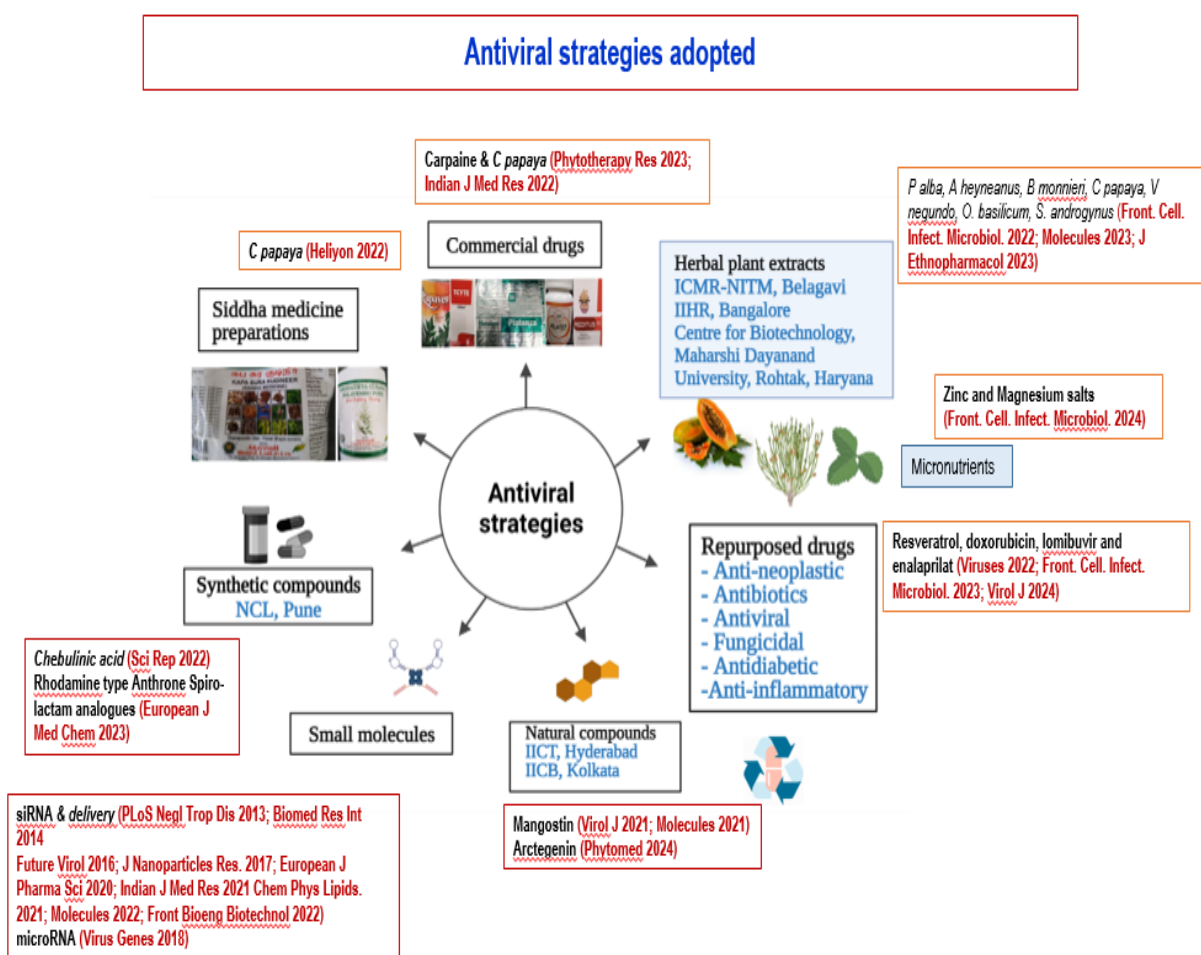 Antiviral strategies adopted
Carpaine & C papaya (Phytotherapy Res 2023;
Indian J Med Res 2022)
P alba, A heyneanus, B monnieri, C papaya, V
negundo, O. basilicum, S. androgynus (Front. Cell.
Infect. Microbiol. 2022; Molecules 2023; J
Ethnopharmacol 2023)
C papaya (Heliyon 2022)
Commercial drugs
Herbal plant extracts
ICMR-NITM, Belagavi
IIHR, Bangalore
Centre for Biotechnology,
Maharshi Dayanand
University, Rohtak, Haryana
Siddha medicine
preparations
Zinc and Magnesium salts
(Front. Cell. Infect. Microbiol. 2024)
Micronutrients
Antiviral
strategies
Resveratrol, doxorubicin, lomibuvir and
enalaprilat (Viruses 2022; Front. Cell. Infect.
Microbiol. 2023; Virol J 2024)
Repurposed drugs
- Anti-neoplastic
- Antibiotics
- Antiviral
- Fungicidal
- Antidiabetic
-Anti-inflammatory
Synthetic compounds
NCL, Pune
Chebulinic acid (Sci Rep 2022)
Rhodamine type Anthrone Spiro-
lactam analogues (European J
Med Chem 2023)
Small molecules
Natural compounds
IICT, Hyderabad
IICB, Kolkata
siRNA & delivery (PLoS Negl Trop Dis 2013; Biomed Res Int
2014
Future Virol 2016; J Nanoparticles Res. 2017; European J
Pharma Sci 2020; Indian J Med Res 2021 Chem Phys Lipids.
2021; Molecules 2022; Front Bioeng Biotechnol 2022)
microRNA (Virus Genes 2018)
Mangostin (Virol J 2021; Molecules 2021)
Arctegenin (Phytomed 2024)